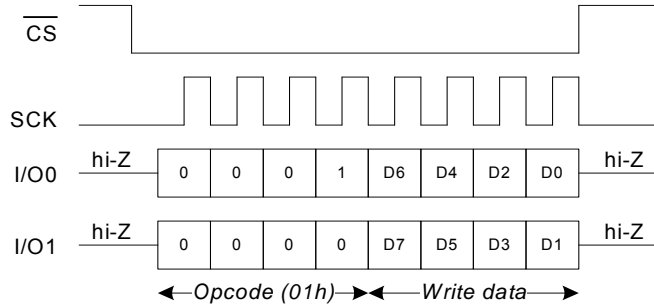 CS
SCK
hi-Z hi-Z
I/O0 0 0 0 1 D6 D4 D2 D0
hi-Z hi-Z
I/O1 0 0 0 0 D7 D5 D3 D1
Opcode (01h) Write data